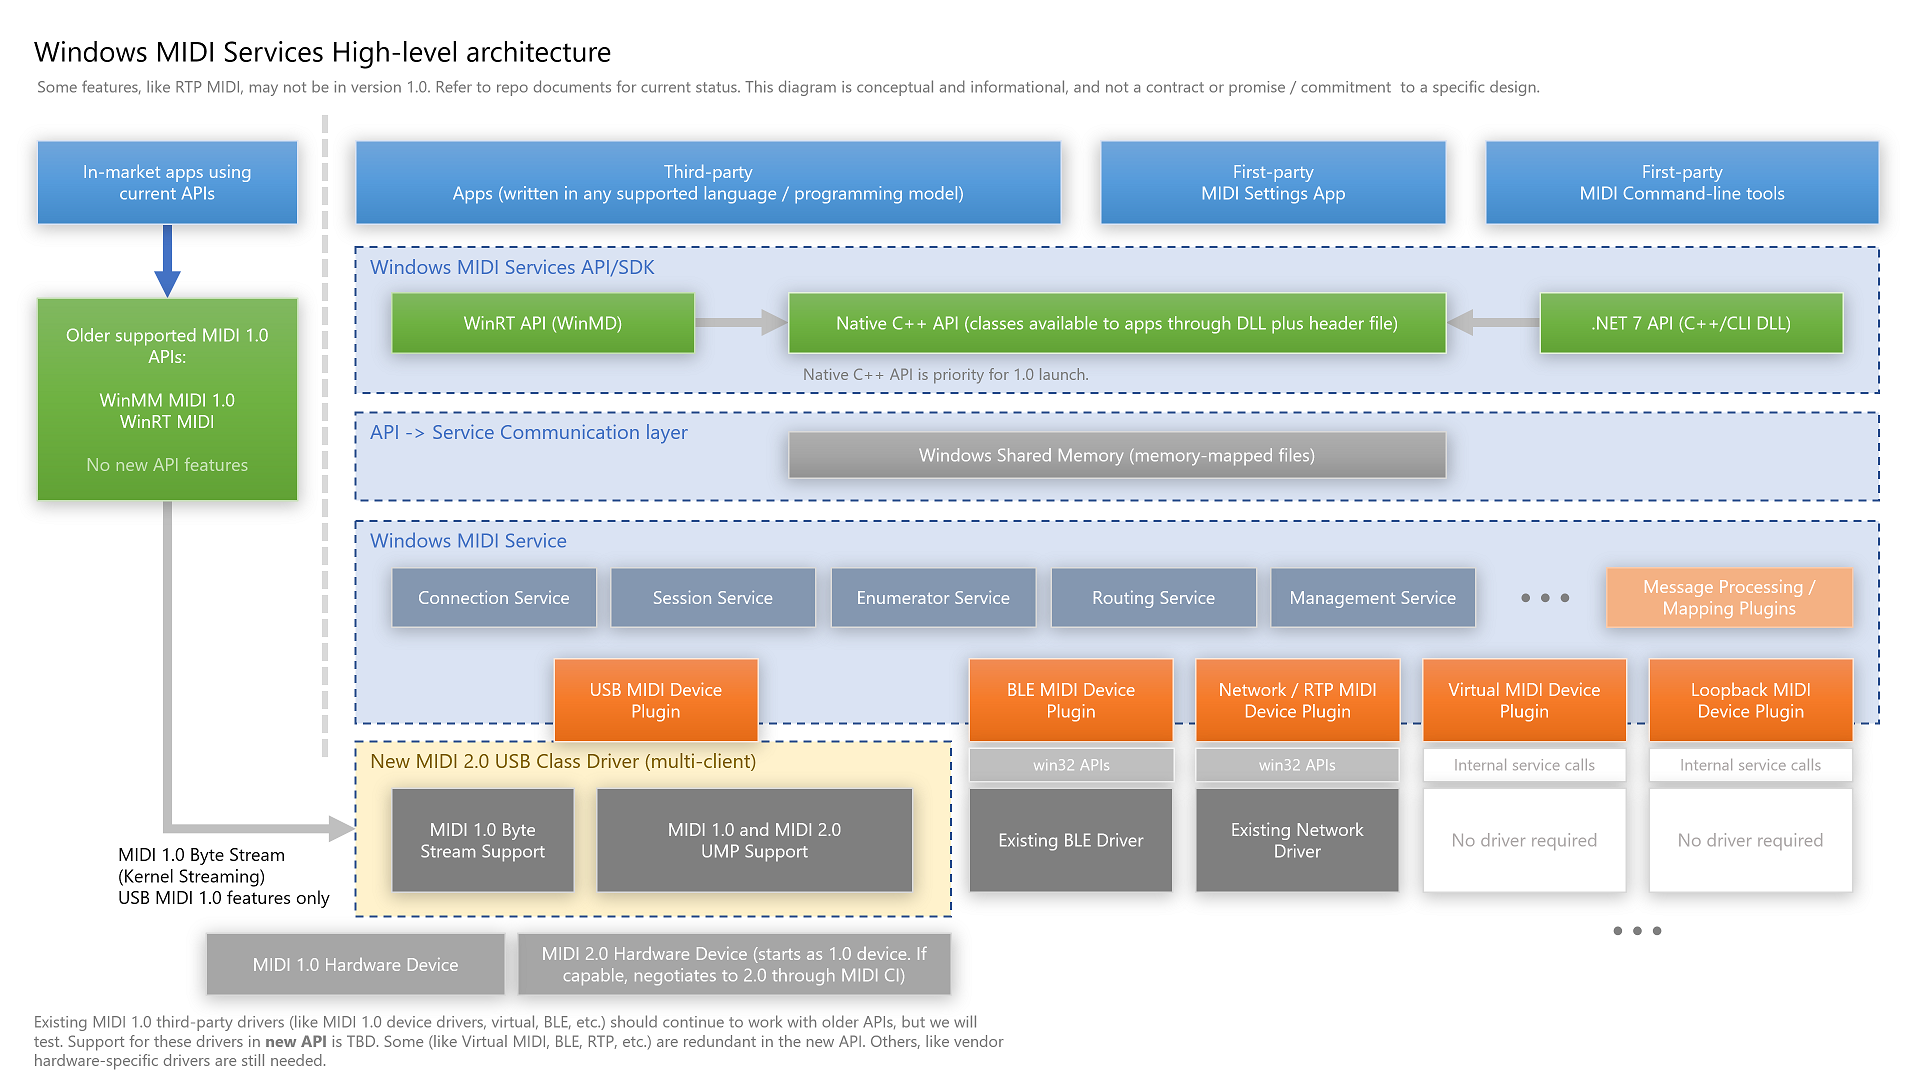 Windows MIDI Services High-level architecture
Some features, like RTP MIDI, may not be in version 1.0. Refer to repo documents for current status. This diagram is conceptual and informational, and not a contract or promise / commitment  to a specific design.
In-market apps using
current APIs
Third-party
Apps (written in any supported language / programming model)
First-party
MIDI Settings App
First-party
MIDI Command-line tools
Older supported MIDI 1.0
APIs:
WinMM MIDI 1.0
WinRT MIDI
No new API features
Windows MIDI Services API/SDK
WinRT API (WinMD)
Native C++ API (classes available to apps through DLL plus header file)
.NET 7 API (C++/CLI DLL)
Native C++ API is priority for 1.0 launch.
API -> Service Communication layer
Windows Shared Memory (memory-mapped files)
Windows MIDI Service
Connection Service
Session Service
Enumerator Service
Routing Service
Management Service
• • •
Message Processing /
Mapping Plugins
USB MIDI Device
Plugin
BLE MIDI Device
Plugin
Network / RTP MIDI
Device Plugin
Virtual MIDI Device
Plugin
Loopback MIDI
Device Plugin
New MIDI 2.0 USB Class Driver (multi-client)
win32 APIs
win32 APIs
Internal service calls
Internal service calls
MIDI 1.0 Byte
Stream Support
MIDI 1.0 and MIDI 2.0
UMP Support
Existing BLE Driver
Existing Network
Driver
No driver required
No driver required
MIDI 1.0 Byte Stream
(Kernel Streaming)
USB MIDI 1.0 features only
• • •
MIDI 1.0 Hardware Device
MIDI 2.0 Hardware Device (starts as 1.0 device. If
capable, negotiates to 2.0 through MIDI CI)
Existing MIDI 1.0 third-party drivers (like MIDI 1.0 device drivers, virtual, BLE, etc.) should continue to work with older APIs, but we will
test. Support for these drivers in new API is TBD. Some (like Virtual MIDI, BLE, RTP, etc.) are redundant in the new API. Others, like vendor
hardware-specific drivers are still needed.